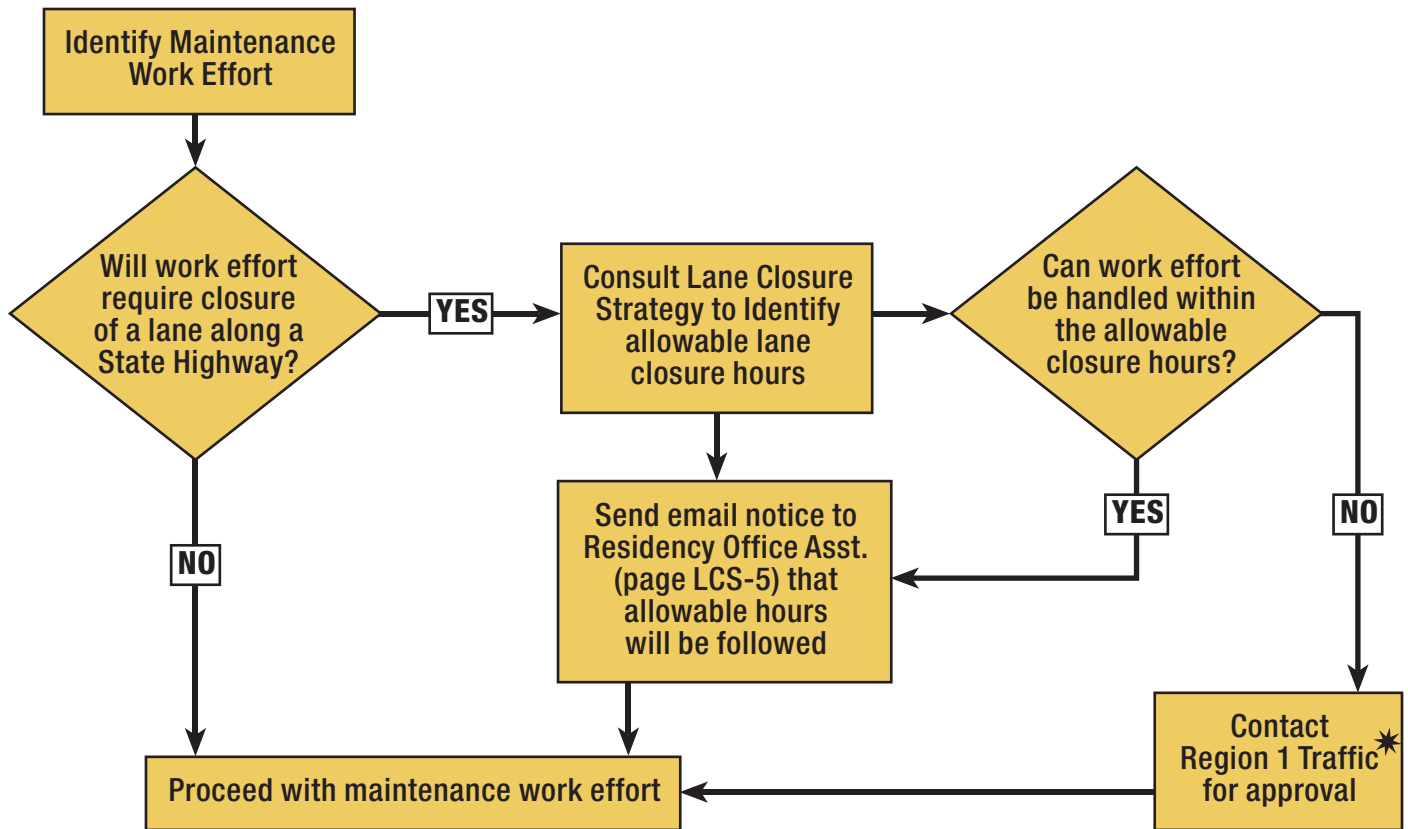 Identify Maintenance
Work Effort
Will work effort
require closure
of a lane along a
State Highway?
YES
Consult Lane Closure
Strategy to Identify
allowable lane
closure hours
Can work effort
be handled within
the allowable
closure hours?
NO
Send email notice to
Residency Office Asst.
(page LCS-5) that
allowable hours
will be followed
YES
NO
Proceed with maintenance work effort
Contact
Region 1 Traffic
for approval